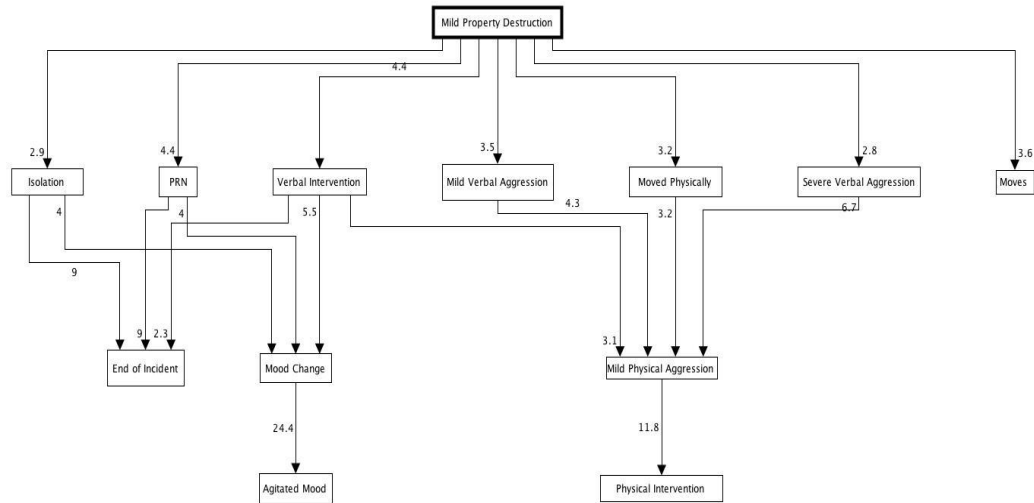 Mild Property Destruction
4.4
2.9
4.4
3.5
3.2
2.8
3.6
Isolation
PRN
Verbal Intervention
Mild Verbal Aggression
Moved Physically
Severe Verbal Aggression
Moves
4
4
5.5
4.3
3.2
6.7
9
9
2.3
3.1
End of Incident
Mood Change
Mild Physical Aggression
24.4
11.8
Agitated Mood
Physical Intervention